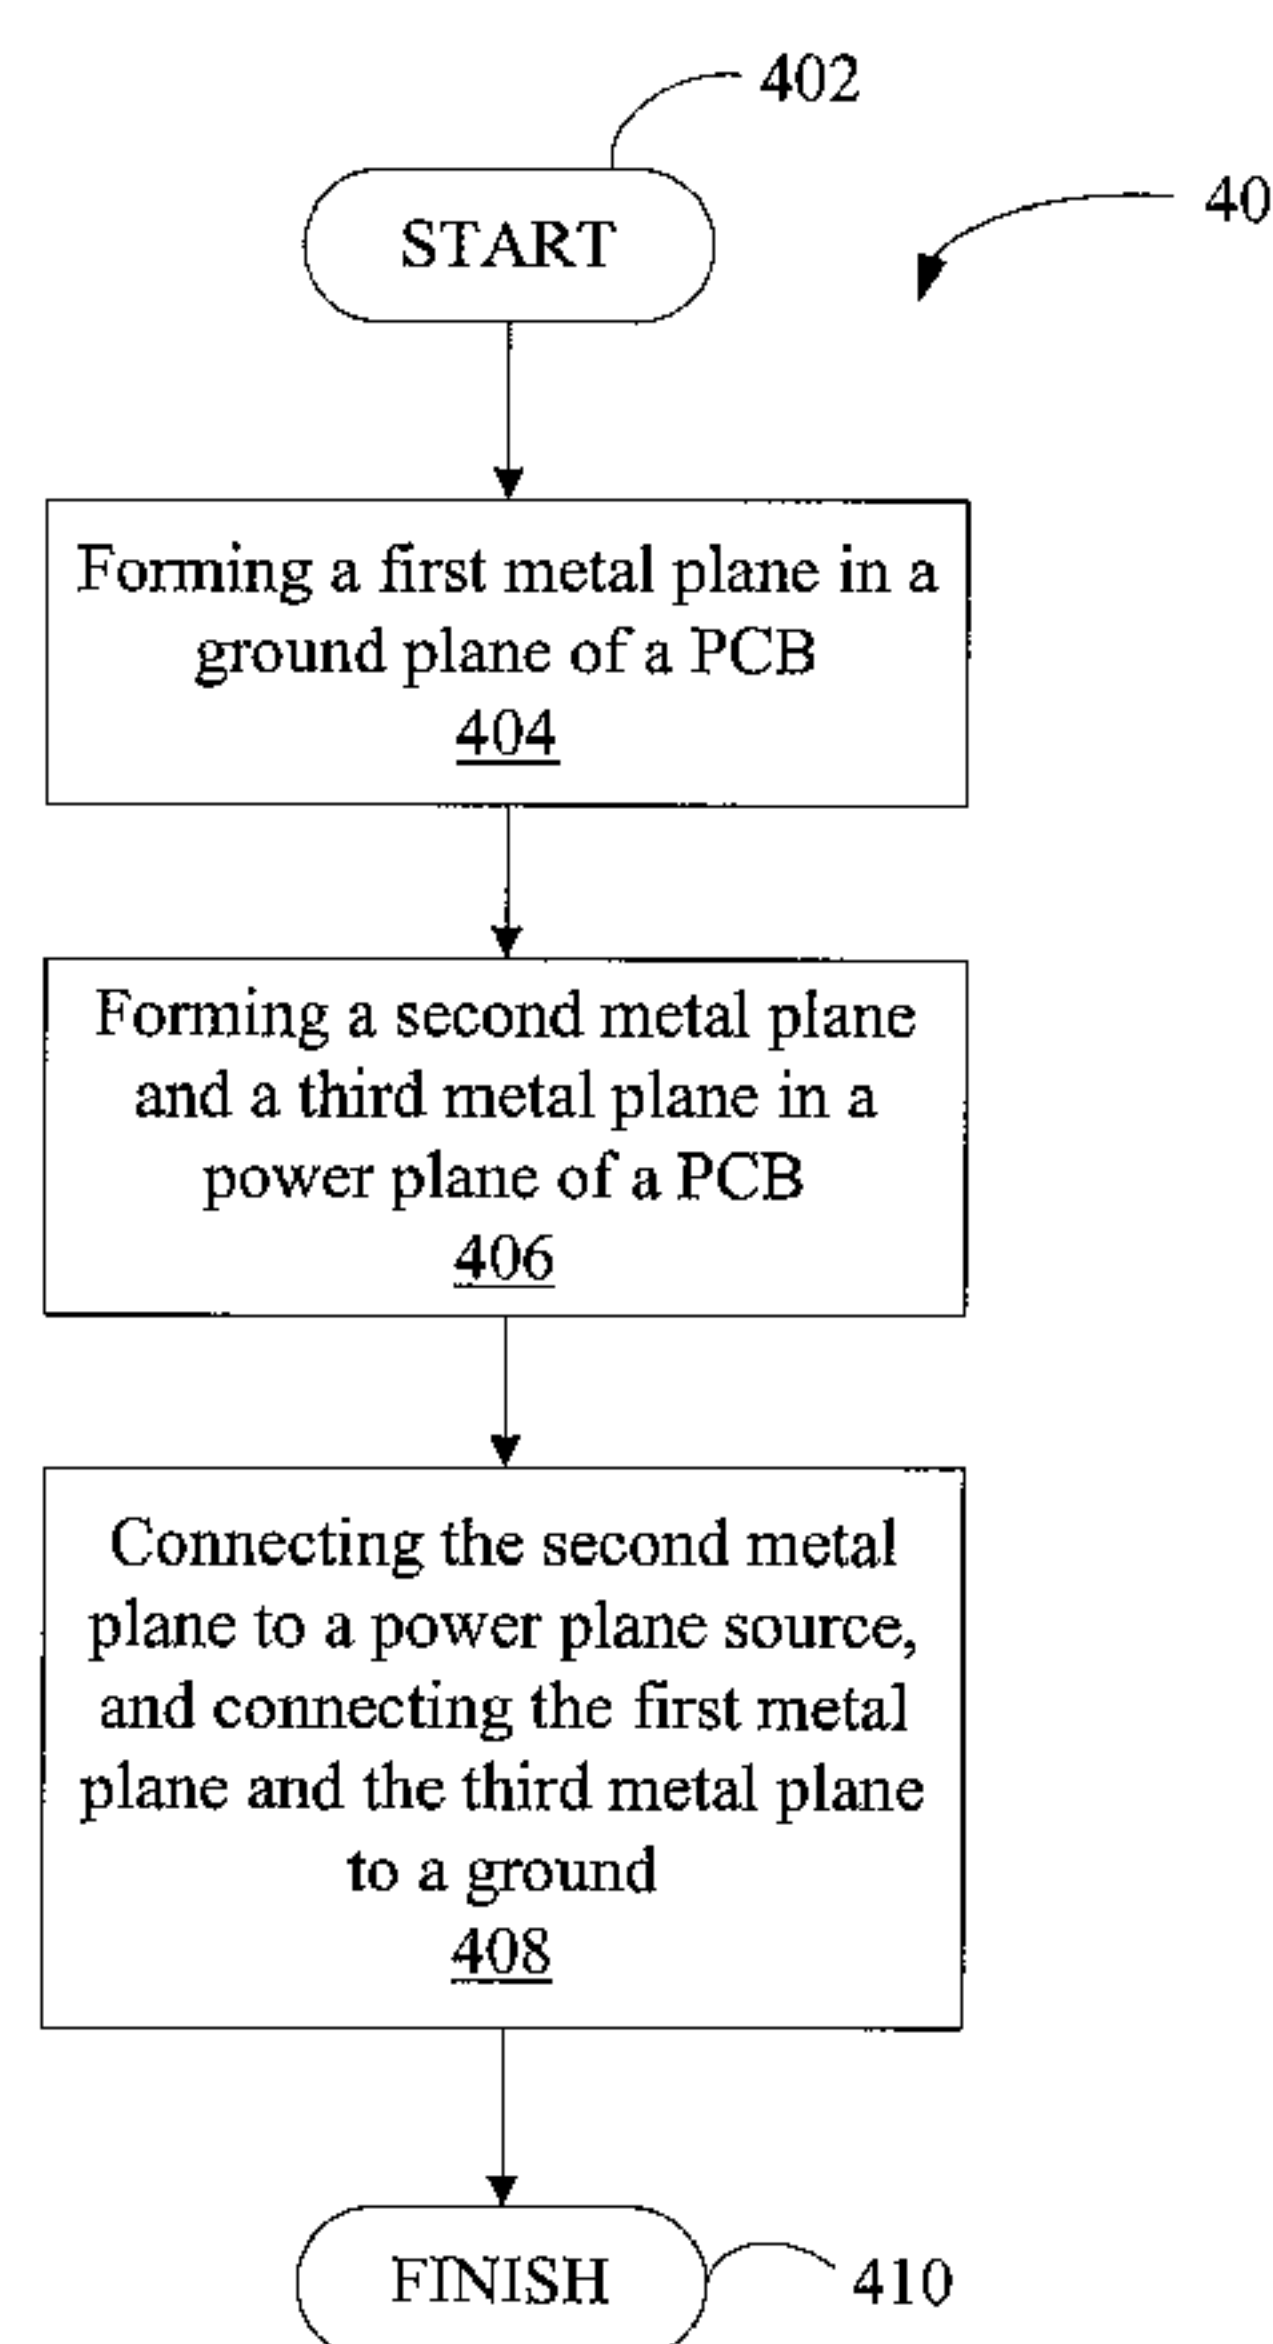 402
40
START
Forming a first metal plane in a
ground plane of a PCB
404
Forming a second metal plane
and a third metal plane in a
power plane of a PCB
406
Connecting the second metal
plane to a power plane source,
and connecting the first metal
plane and the third metal plane
to a ground
408
FINISH
410